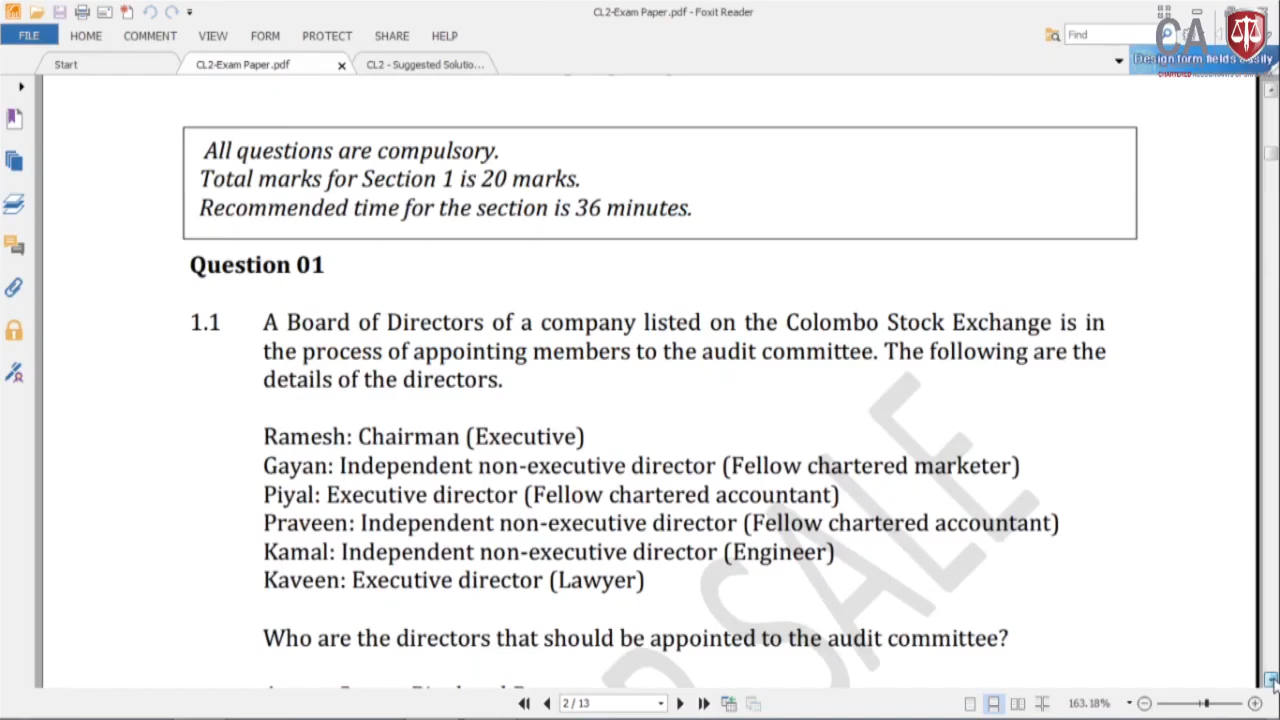 CL2-Exam Paper.pdf - Foxit Reader
FILE HOME COMMENT VIEW FORM PROTECT SHARE HELP
Find
CA
Design form fields easily
Start
CL2-Exam Paper.pdf
CL2 - Suggested Solutio...
All questions are compulsory.
Total marks for Section 1 is 20 marks.
Recommended time for the section is 36 minutes.
Question 01
1.1 A Board of Directors of a company listed on the Colombo Stock Exchange is in
the process of appointing members to the audit committee. The following are the
details of the directors.
Ramesh: Chairman (Executive)
Gayan: Independent non-executive director (Fellow chartered marketer)
Piyal: Executive director (Fellow chartered accountant)
Praveen: Independent non-executive director (Fellow chartered accountant)
Kamal: Independent non-executive director (Engineer)
Kaveen: Executive director (Lawyer)
Who are the directors that should be appointed to the audit committee?
SALE
2 / 13
163.18%